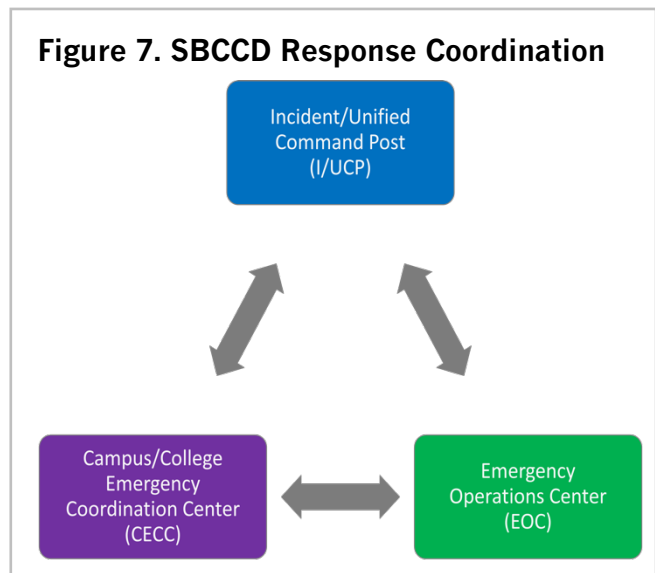 Figure 7. SBCCD Response Coordination
Incident/Unified
Command Post
(I/UCP)
Campus/College
Emergency
Coordination Center
(CECC)
Emergency
Operations Center
(EOC)